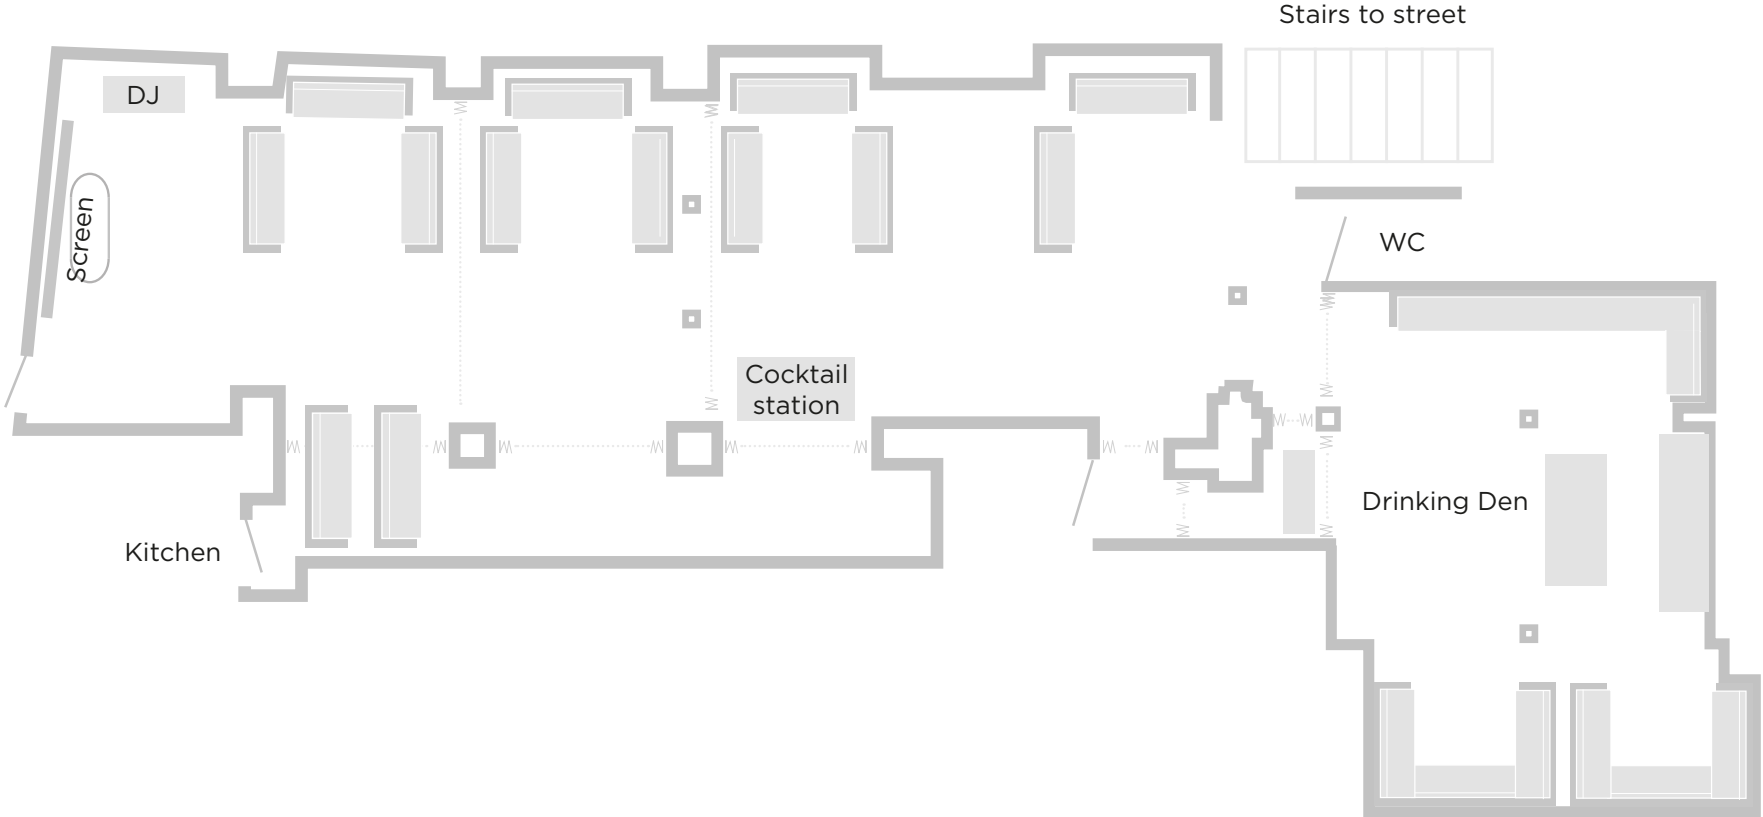 Stairs to street
DJ
Screen
WC
Cocktail
station
Drinking Den
Kitchen